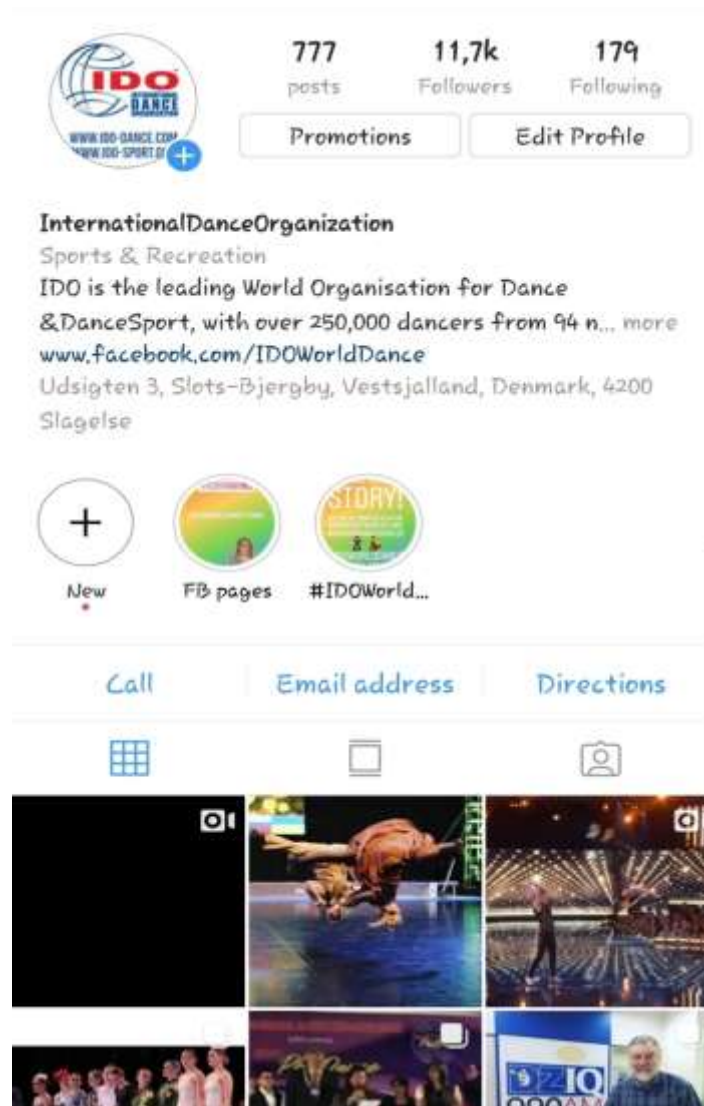 777 11,7k 179
posts Followers Following
IDO
INTERNATIONAL
DANCE
ORGANIZATION
WWW.IDO-DANCE.COM
Promotions Edit Profile
InternationalDanceOrganization
Sports & Recreation
IDO is the leading World Organisation for Dance
&DanceSport, with over 250,000 dancers from 94 n... more
www.facebook.com/IDOWorldDance
Udsigten 3, Slots-Bjergby, Vestsjalland, Denmark, 4200
Slagelse
STORY!
New FB pages #IDOWorld...
Call Email address Directions